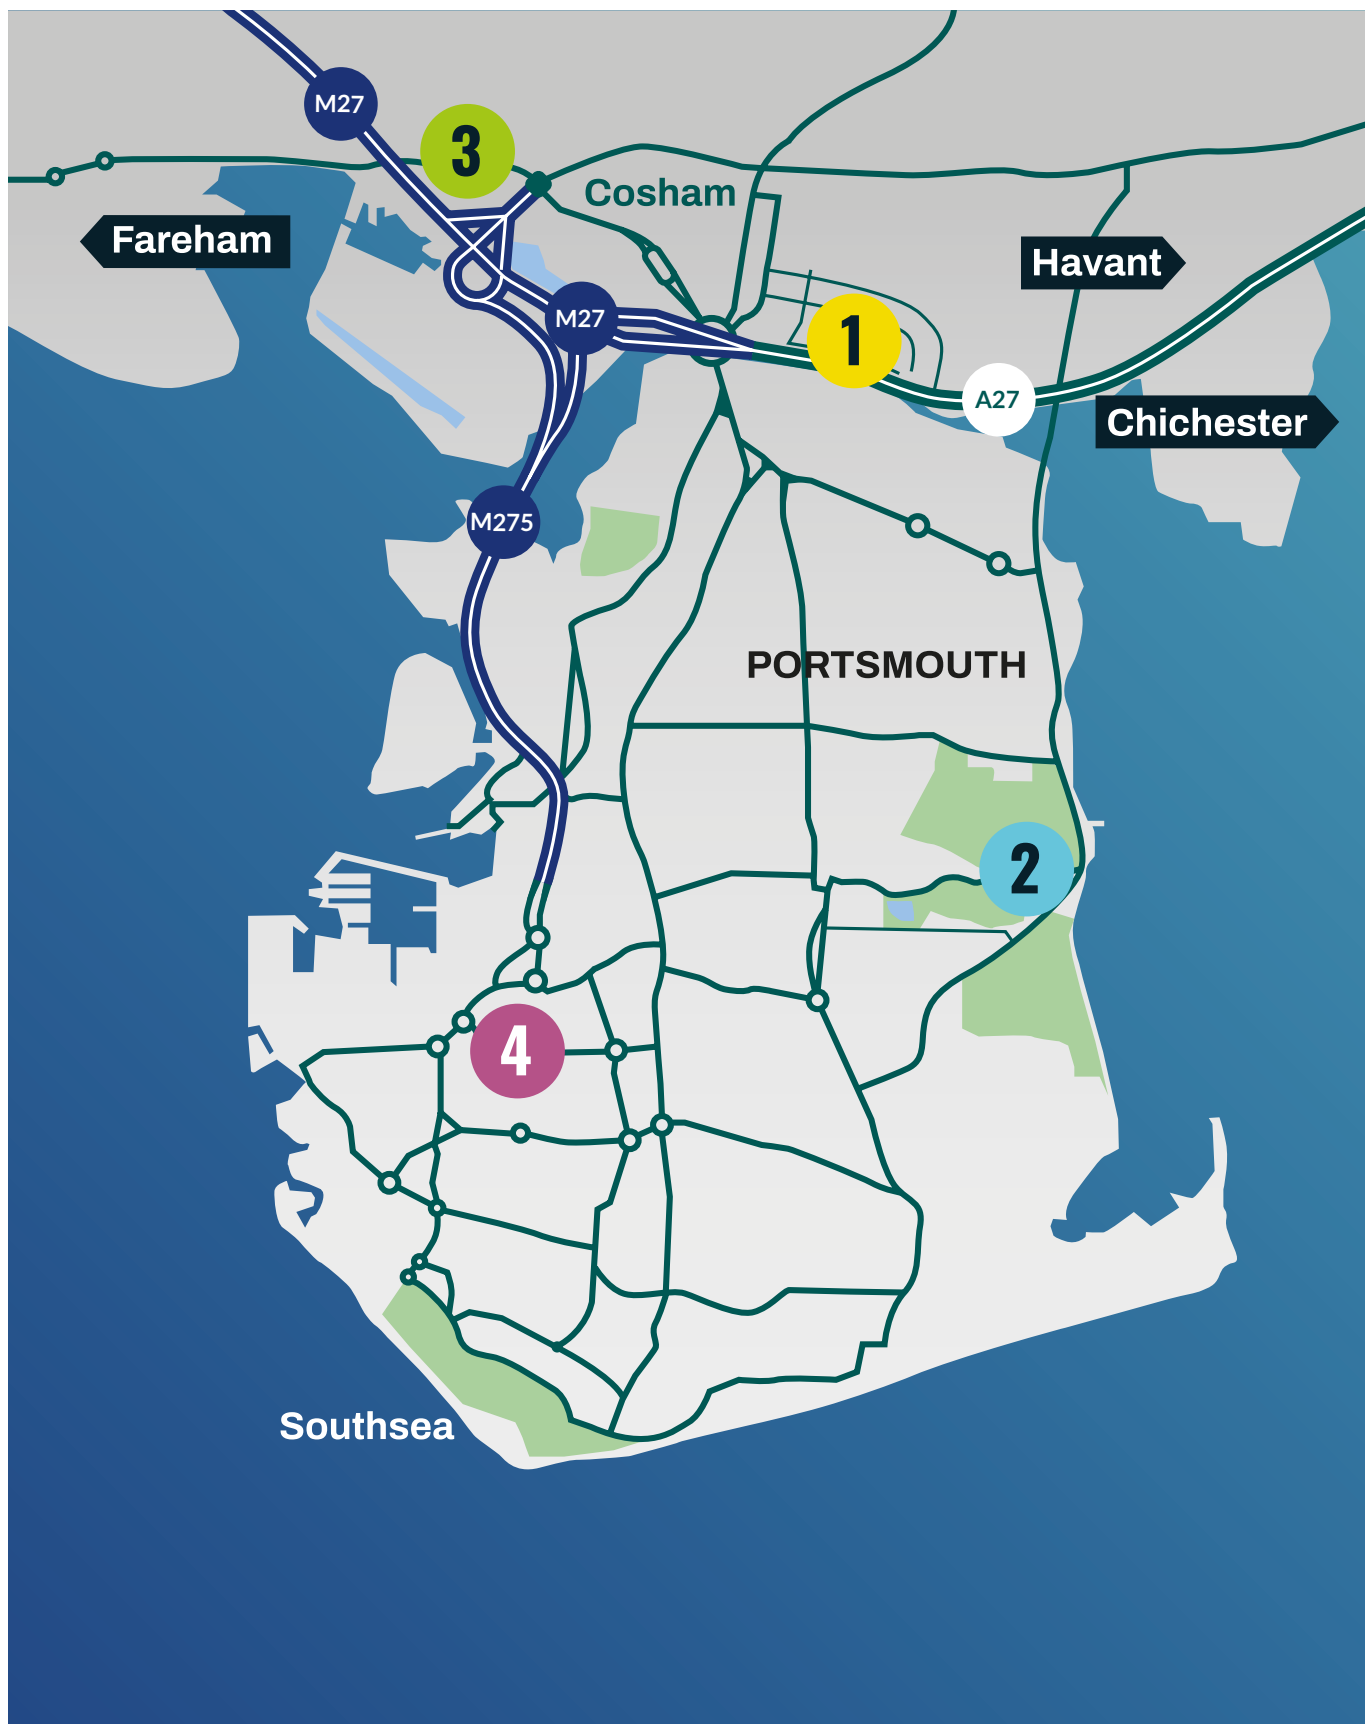 M27
3
Cosham
Fareham
Havant
M27
1
A27
Chichester
M275
PORTSMOUTH
2
4
Southsea